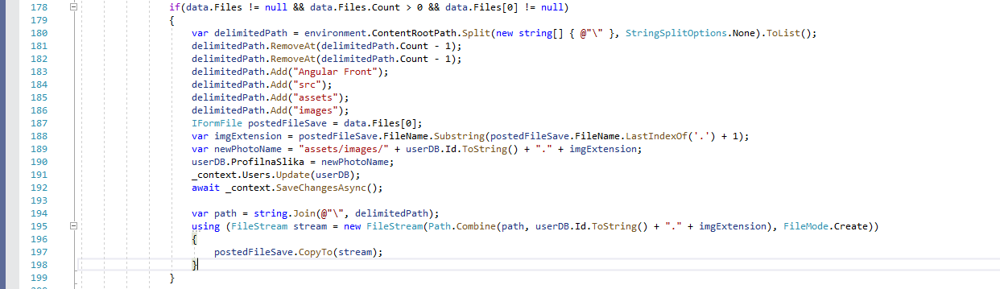 178 if(data.Files != null && data.Files.Count > 0 && data.Files[0] != null)
179 {
180 var delimitedPath = environment.ContentRootPath.Split(new string[] { @"\" }, StringSplitOptions.None).ToList();
181 delimitedPath.RemoveAt(delimitedPath.Count - 1);
182 delimitedPath.RemoveAt(delimitedPath.Count - 1);
183 delimitedPath.Add("Angular Front");
184 delimitedPath.Add("src");
185 delimitedPath.Add("assets");
186 delimitedPath.Add("images");
187 IFormFile postedFileSave = data.Files[0];
188 var imgExtension = postedFileSave.FileName.Substring(postedFileSave.FileName.LastIndexOf('.') + 1);
189 var newPhotoName = "assets/images/" + userDB.Id.ToString() + "." + imgExtension;
190 userDB.ProfilnaSlika = newPhotoName;
191 _context.Users.Update(userDB);
192 await _context.SaveChangesAsync();
193
194 var path = string.Join(@"\", delimitedPath);
195 using (FileStream stream = new FileStream(Path.Combine(path, userDB.Id.ToString() + "." + imgExtension), FileMode.Create))
196 {
197 postedFileSave.CopyTo(stream);
198 }
199 }